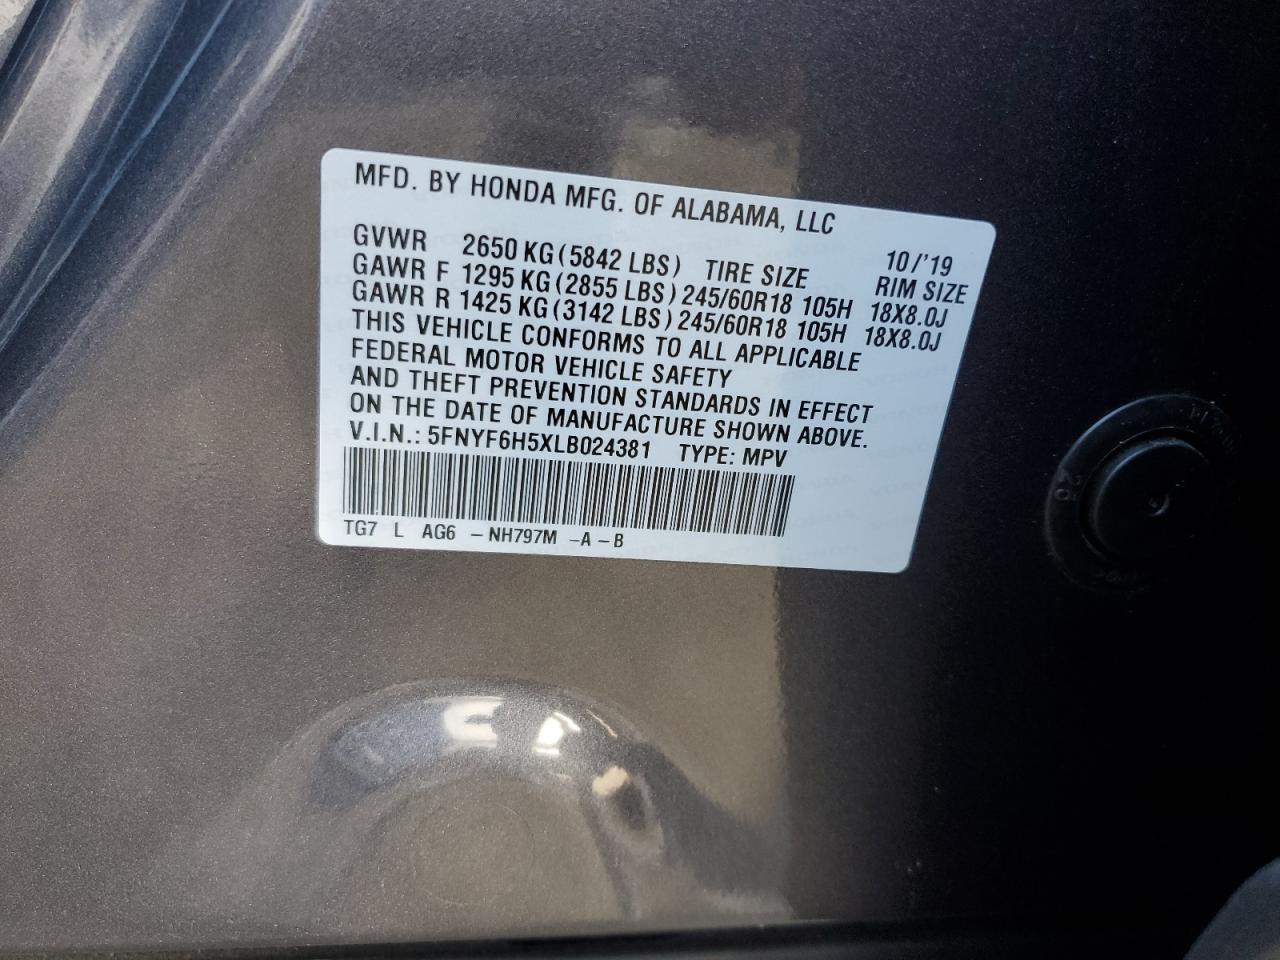 MFD. BY HONDA MFG. OF ALABAMA, LLC
10/'19
GVWR 2650 KG (5842 LBS) TIRE SIZE RIM SIZE
GAWR F 1295 KG (2855 LBS) 245/60R18 105H 18X8.0J
GAWR R 1425 KG (3142 LBS) 245/60R18 105H 18X8.0J
THIS VEHICLE CONFORMS TO ALL APPLICABLE
FEDERAL MOTOR VEHICLE SAFETY
AND THEFT PREVENTION STANDARDS IN EFFECT
ON THE DATE OF MANUFACTURE SHOWN ABOVE.
V.I.N.: 5FNYF6H5XLB024381 TYPE: MPV
TG7 L AG6 -NH797M -A -B
20